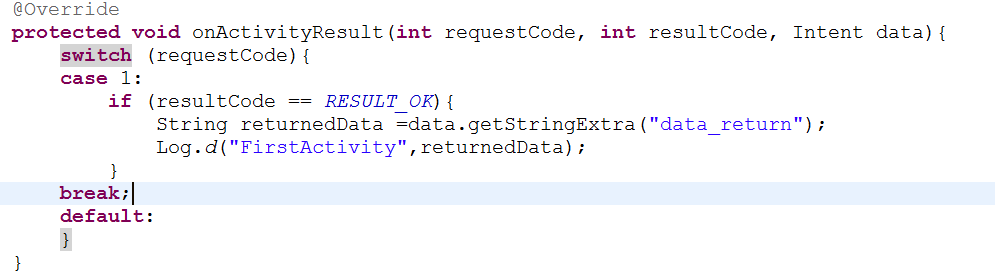 @Override
protected void onActivityResult(int requestCode, int resultCode, Intent data){
    switch (requestCode){
    case 1:
        if (resultCode == RESULT_OK){
            String returnedData =data.getStringExtra("data_return");
            Log.d("FirstActivity",returnedData);
        }
    break;
    default:
    }
}